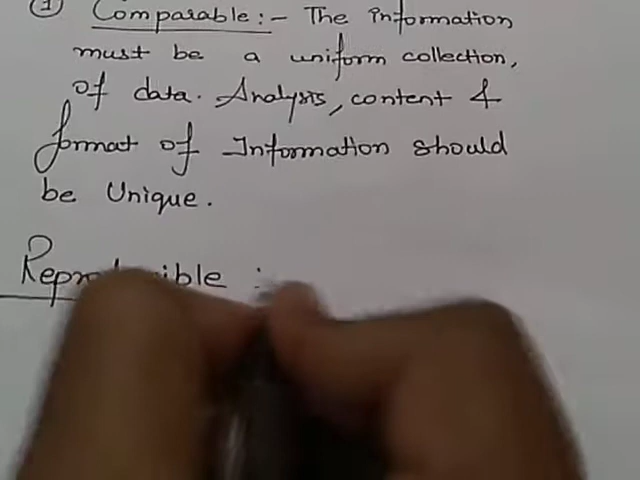 ① Comparable :- The Information
must be a uniform collection,
of data. Analysis, content &
format of Information should
be Unique.
: